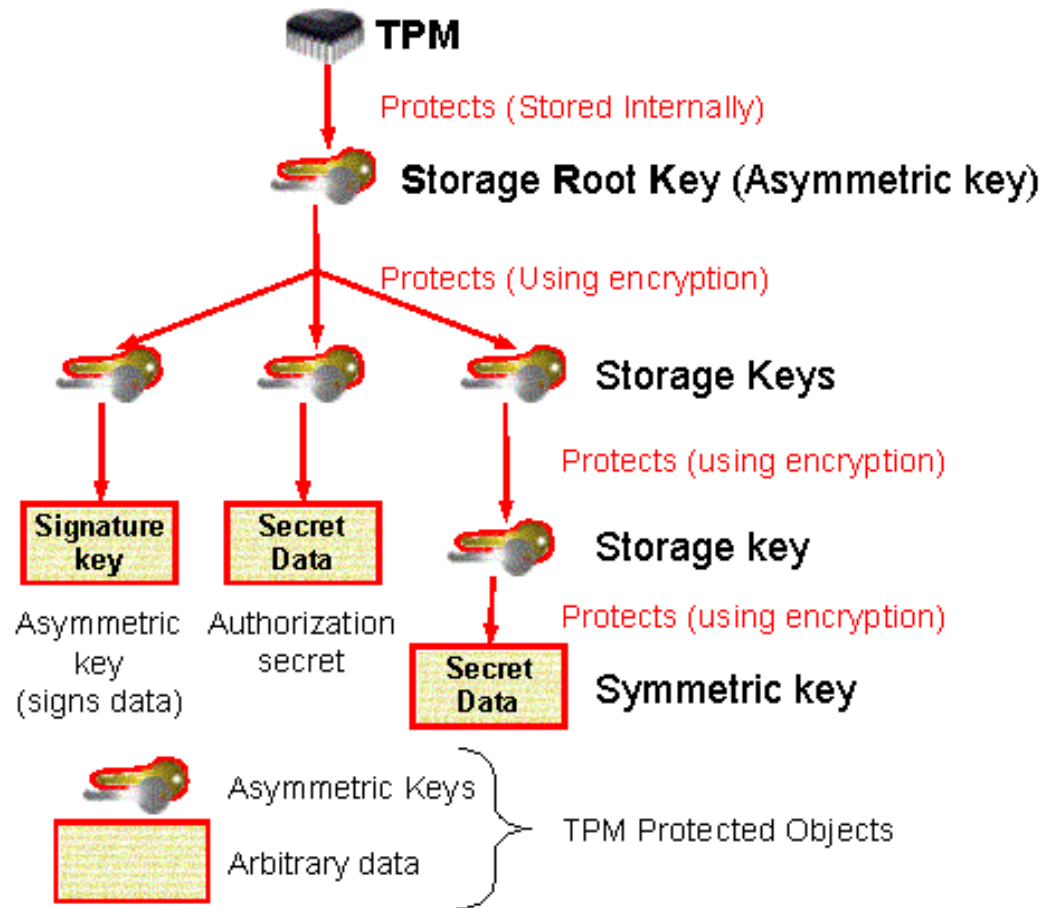 TPM
Protects (Stored Internally)
Storage Root Key (Asymmetric key)
Protects (Using encryption)
Storage Keys
Protects (using encryption)
Signature
key
Secret
Data
Storage key
Asymmetric
key
(signs data)
Authorization
secret
Protects (using encryption)
Secret
Data
Symmetric key
Asymmetric Keys
Arbitrary data
TPM Protected Objects